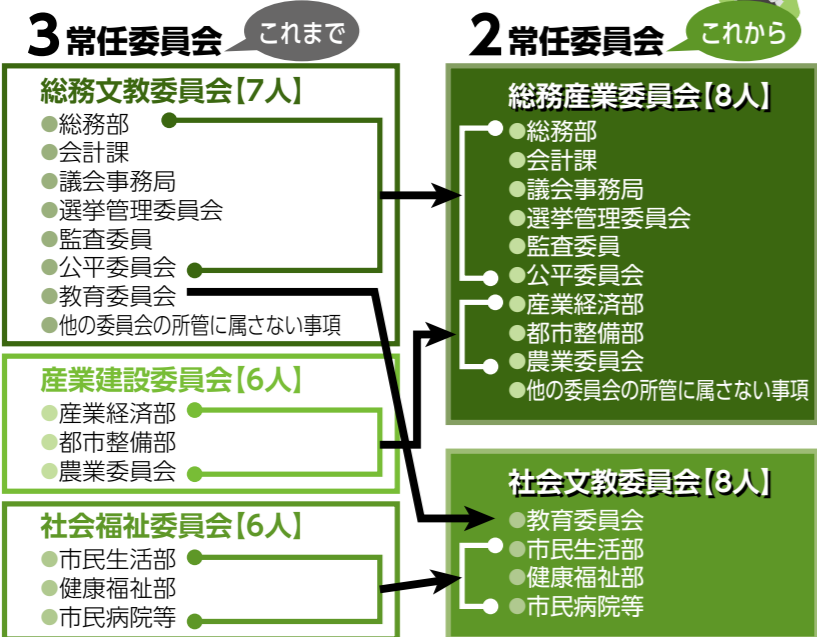 3常任委員会 これまで
総務文教委員会【7人】
●総務部
●会計課
●議会事務局
●選挙管理委員会
●監査委員
●公平委員会
●教育委員会
●他の委員会の所管に属さない事項
産業建設委員会【6人】
●産業経済部
●都市整備部
●農業委員会
社会福祉委員会【6人】
●市民生活部
●健康福祉部
●市民病院等
2常任委員会 これから
総務産業委員会【8人】
●総務部
●会計課
●議会事務局
●選挙管理委員会
●監査委員
●公平委員会
●産業経済部
●都市整備部
●農業委員会
●他の委員会の所管に属さない事項
社会文教委員会【8人】
●教育委員会
●市民生活部
●健康福祉部
●市民病院等